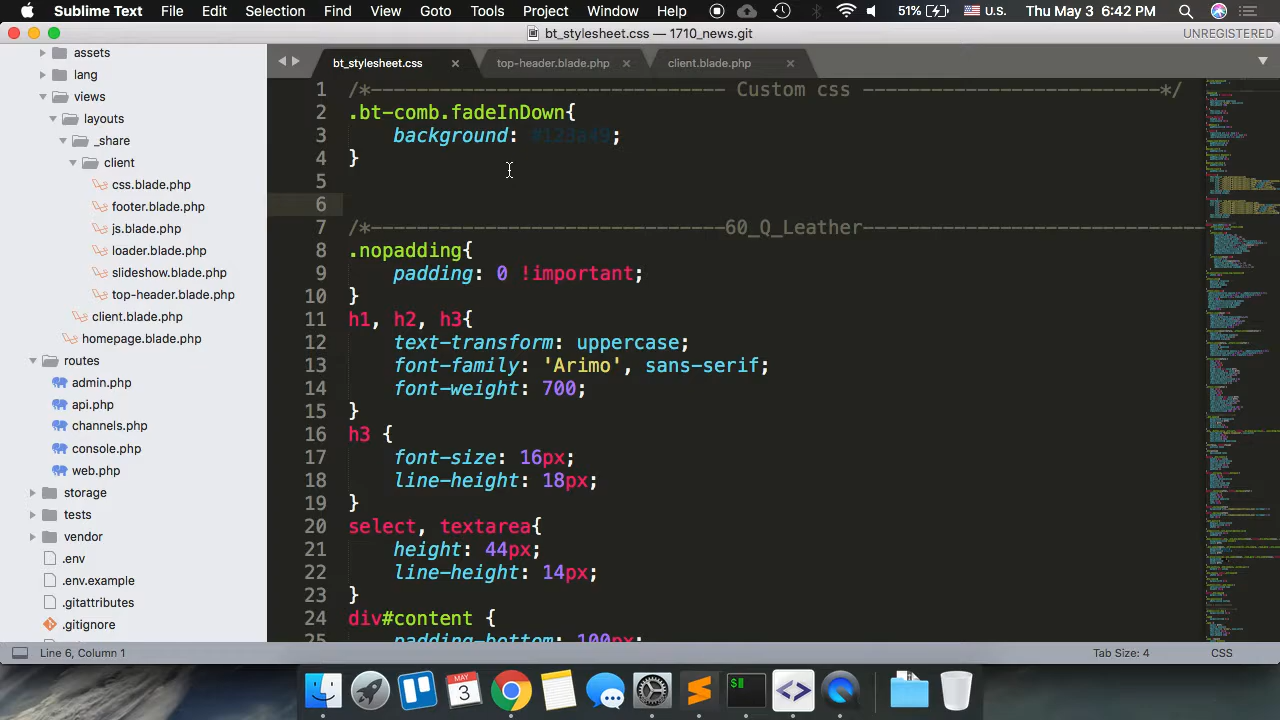 Sublime Text File Edit Selection Find View Goto Tools Project Window Help 51% U.S. Thu May 3 6:42 PM
bt_stylesheet.css — 1710_news.git UNREGISTERED
assets
lang
views
layouts
_share
client
css.blade.php
footer.blade.php
js.blade.php
loader.blade.php
slideshow.blade.php
top-header.blade.php
client.blade.php
homepage.blade.php
routes
admin.php
api.php
channels.php
console.php
web.php
storage
tests
vendor
.env
.env.example
.gitattributes
.gitignore
bt_stylesheet.css top-header.blade.php client.blade.php
1 /*------------------------------- Custom css --------------------------*/
2 .bt-comb.fadeInDown{
3 background: #123a49;
4 }
5
6
7 /*-------------------------------60_Q_Leather------------------------------
8 .nopadding{
9 padding: 0 !important;
10 }
11 h1, h2, h3{
12 text-transform: uppercase;
13 font-family: 'Arimo', sans-serif;
14 font-weight: 700;
15 }
16 h3 {
17 font-size: 16px;
18 line-height: 18px;
19 }
20 select, textarea{
21 height: 44px;
22 line-height: 14px;
23 }
24 div#content {
25 padding-bottom: 100px;
Line 6, Column 1 Tab Size: 4 CSS
MAY
3